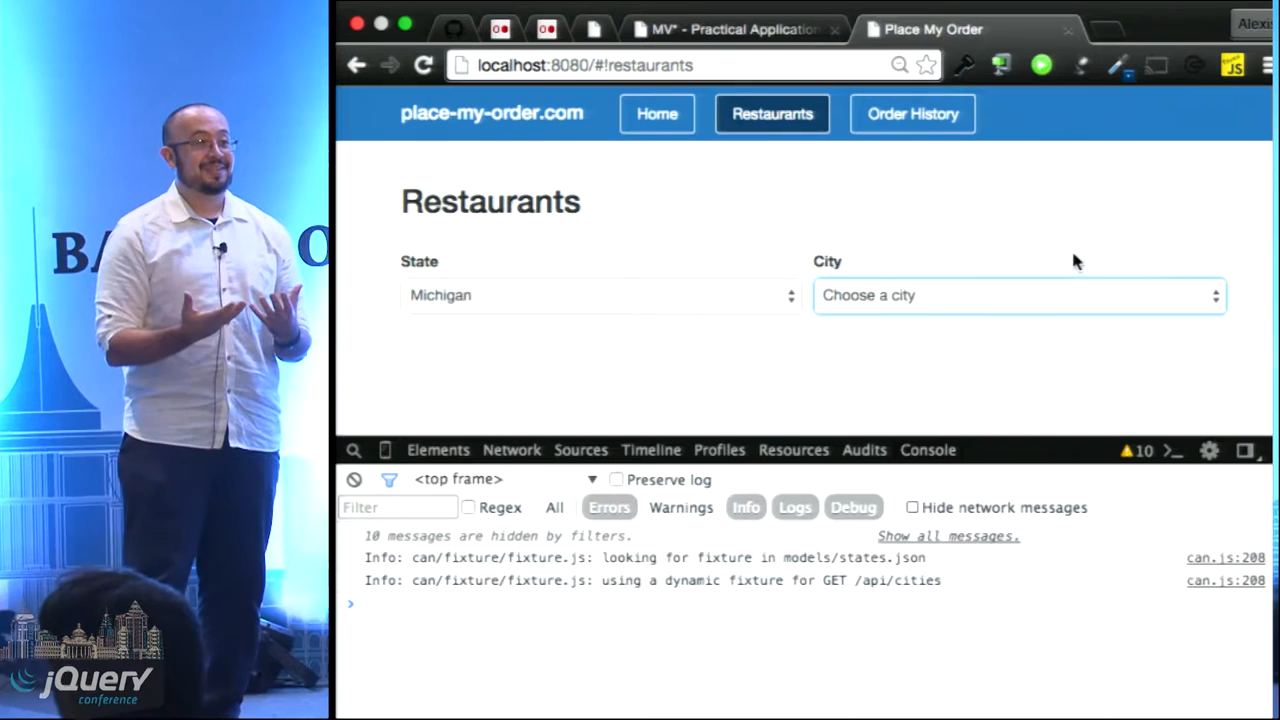 MV* - Practical Application
Place My Order
Alexis
localhost:8080/#!restaurants
JS
place-my-order.com
Home
Restaurants
Order History
Restaurants
State
City
Michigan
Choose a city
Elements
Network
Sources
Timeline
Profiles
Resources
Audits
Console
10
<top frame>
Preserve log
Filter
Regex
All
Errors
Warnings
Info
Logs
Debug
Hide network messages
10 messages are hidden by filters.
Show all messages.
Info: can/fixture/fixture.js: looking for fixture in models/states.json
can.js:208
Info: can/fixture/fixture.js: using a dynamic fixture for GET /api/cities
can.js:208
BA
O
jQuery
conference